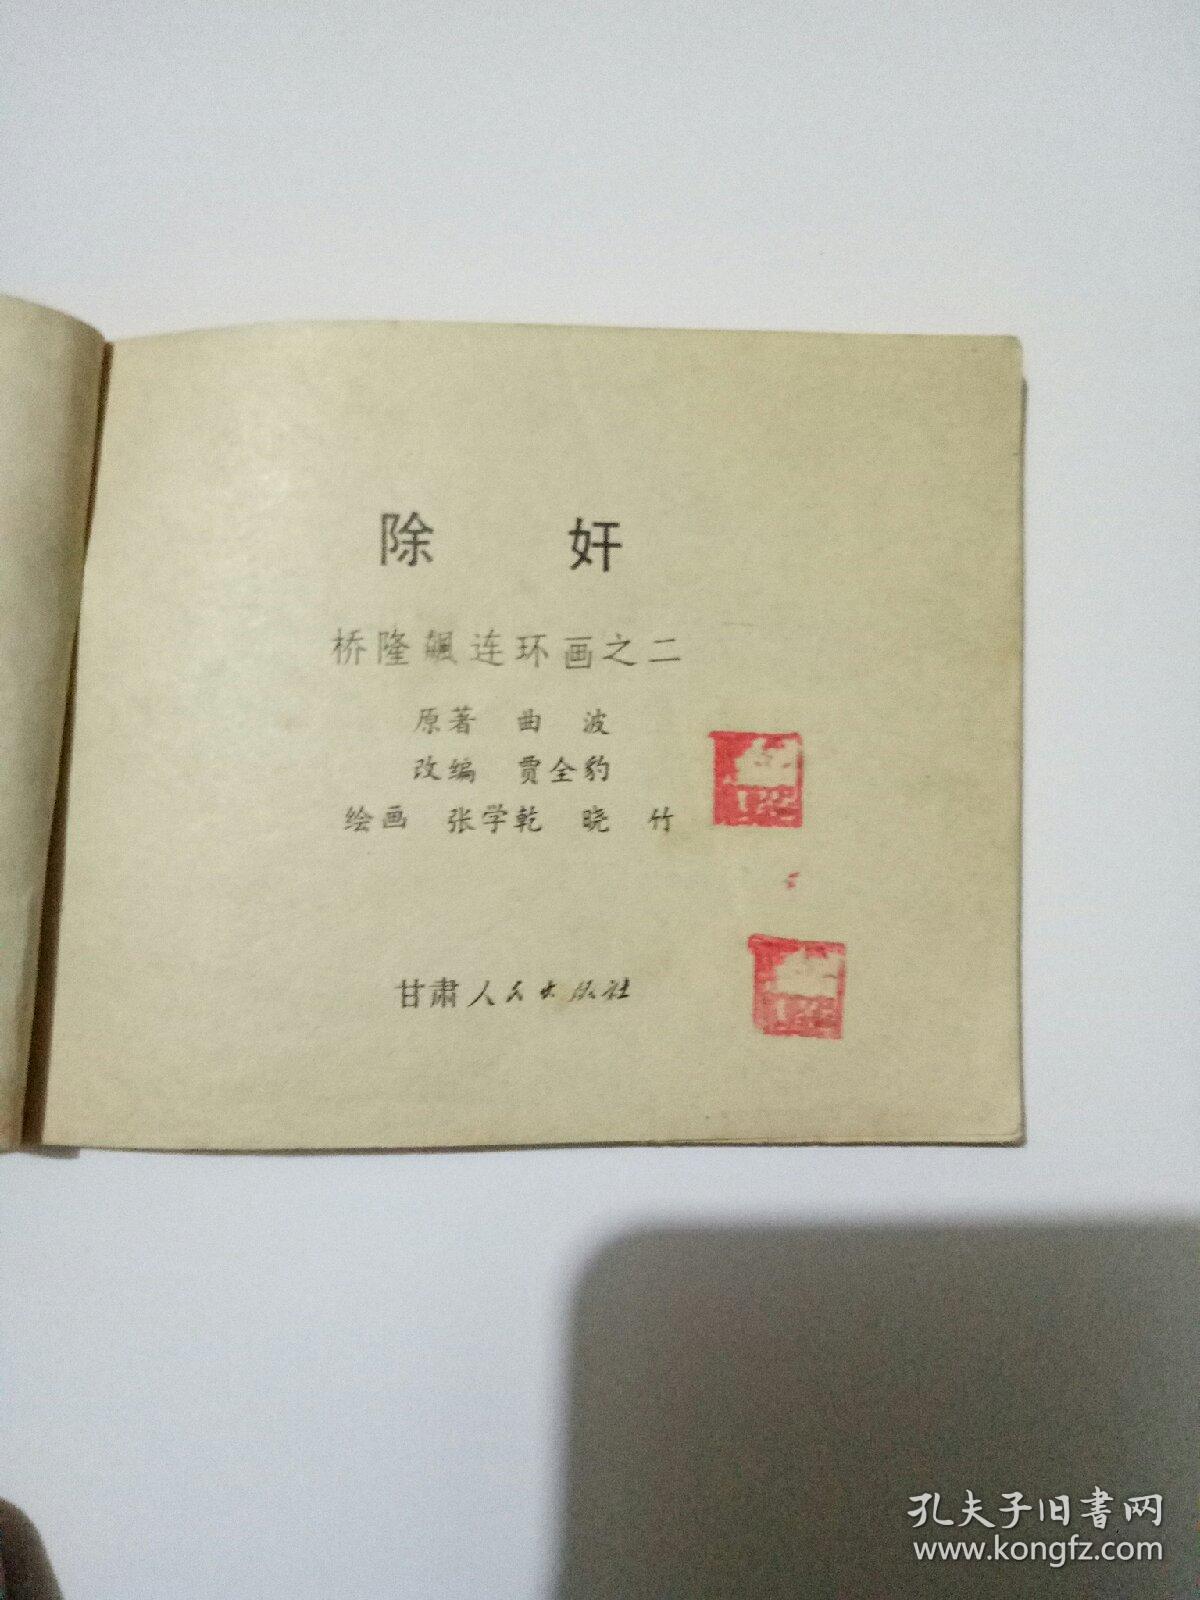 除 奸
桥隆飙连环画之二
原著 曲 波
改编 贾全豹
绘画 张学乾 晓 竹
甘肃人民出版社
孔夫子旧書网
www.kongfz.com